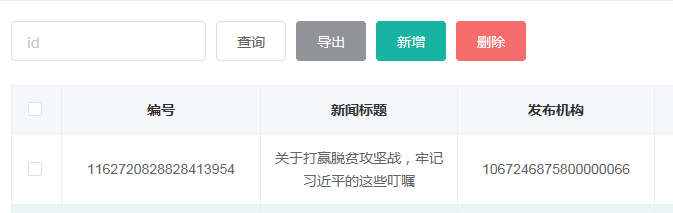 id 查询 导出 新增 删除
编号 新闻标题 发布机构
1162720828828413954 关于打赢脱贫攻坚战，牢记 1067246875800000066
习近平的这些叮嘱